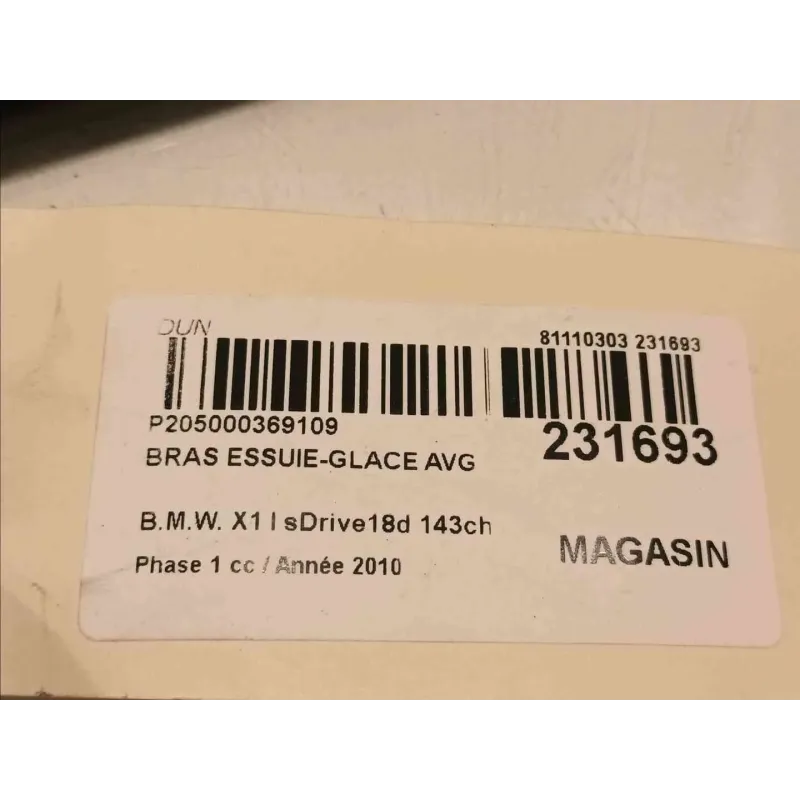 DUN
81110303 231693
P205000369109
231693
BRAS ESSUIE-GLACE AVG
B.M.W. X1 I sDrive18d 143ch
MAGASIN
Phase 1 cc / Année 2010